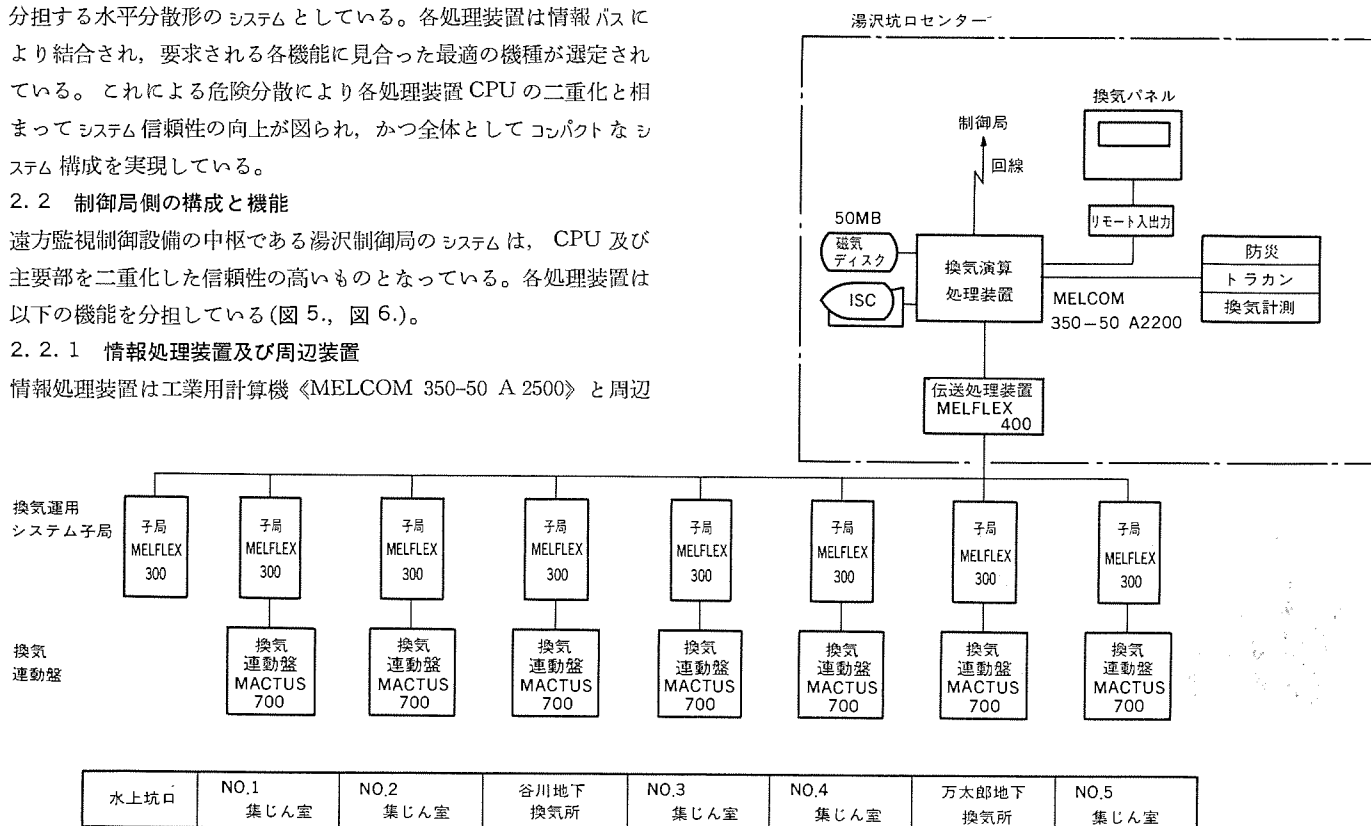 分担する水平分散形のシステムとしている。各処理装置は情報バスに
より結合され，要求される各機能に見合った最適の機種が選定され
ている。 これによる危険分散により各処理装置 CPU の二重化と相
まってシステム信頼性の向上が図られ，かつ全体としてコンパクトなシ
ステム構成を実現している。
2. 2 制御局側の構成と機能
遠方監視制御設備の中枢である湯沢制御局のシステムは， CPU 及び
主要部を二重化した信頼性の高いものとなっている。各処理装置は
以下の機能を分担している(図 5.，図 6.)。
2. 2. 1 情報処理装置及び周辺装置
情報処理装置は工業用計算機《MELCOM 350-50 A 2500》と周辺
湯沢坑口センター
換気パネル
制御局
回線
リモート入出力
50MB
磁気
ディスク
ISC
換気演算
処理装置
MELCOM
350-50 A2200
防災
トラカン
換気計測
伝送処理装置
MELFLEX
400
換気運用
システム子局
子局
MELFLEX
300
子局
MELFLEX
300
子局
MELFLEX
300
子局
MELFLEX
300
子局
MELFLEX
300
子局
MELFLEX
300
子局
MELFLEX
300
子局
MELFLEX
300
換気
連動盤
換気
連動盤
MACTUS
700
換気
連動盤
MACTUS
700
換気
連動盤
MACTUS
700
換気
連動盤
MACTUS
700
換気
連動盤
MACTUS
700
換気
連動盤
MACTUS
700
換気
連動盤
MACTUS
700
水上坑口
NO.1
集じん室
NO.2
集じん室
谷川地下
換気所
NO.3
集じん室
NO.4
集じん室
万太郎地下
換気所
NO.5
集じん室